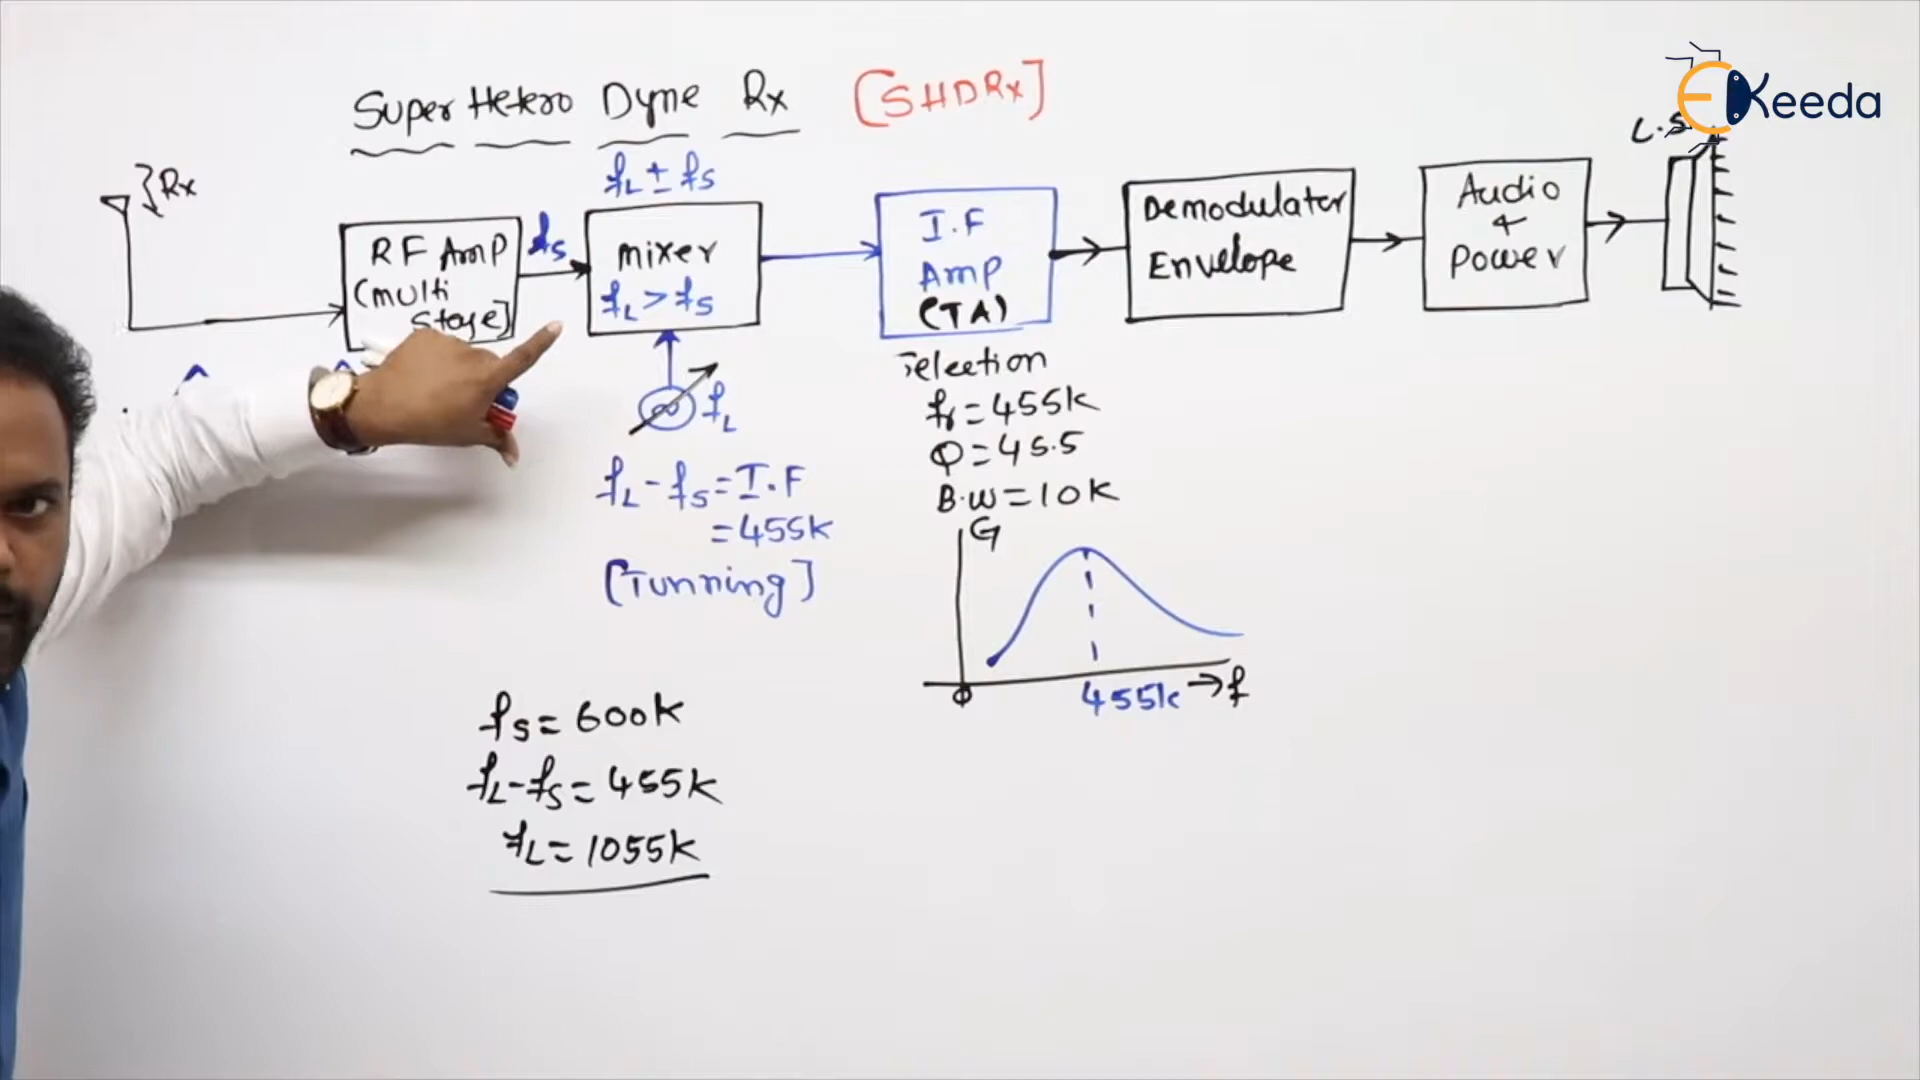 Super Hetero Dyne Rx [SHDRx]
EKeeda
L.S
}Rx
fL ± fS
RF Amp
(multi
stage]
fS
mixer
fL > fS
I.F
Amp
(TA)
Demodulator
Envelope
Audio
+
Power
fL
fL - fS = I.F
= 455k
[Tunning]
Selection
fr = 455k
Q = 45.5
B.W = 10K
G
0
455k → f
fS = 600k
fL - fS = 455k
fL = 1055k